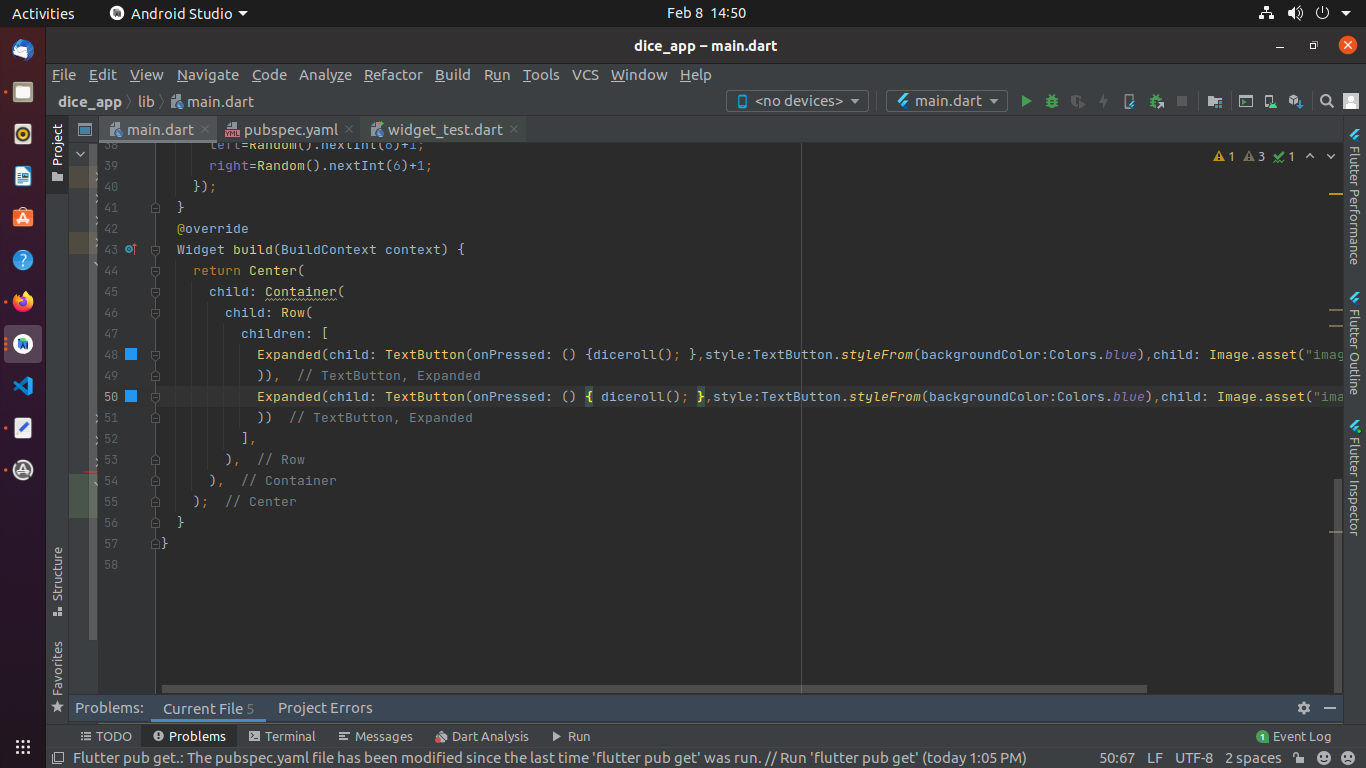 Activities Android Studio Feb 8 14:50
dice_app – main.dart
File Edit View Navigate Code Analyze Refactor Build Run Tools VCS Window Help
dice_app lib main.dart <no devices> main.dart
main.dart pubspec.yaml widget_test.dart
Project
38 left=Random().nextInt(6)+1;
39 right=Random().nextInt(6)+1;
1 3 1
40 });
41 }
42 @override
43 Widget build(BuildContext context) {
44 return Center(
45 child: Container(
46 child: Row(
47 children: [
48 Expanded(child: TextButton(onPressed: () {diceroll(); },style:TextButton.styleFrom(backgroundColor:Colors.blue),child: Image.asset("imag
49 )), // TextButton, Expanded
50 Expanded(child: TextButton(onPressed: () { diceroll(); },style:TextButton.styleFrom(backgroundColor:Colors.blue),child: Image.asset("ima
51 )) // TextButton, Expanded
52 ],
53 ), // Row
54 ), // Container
55 ); // Center
56 }
57 }
58
Flutter Performance
Flutter Outline
Flutter Inspector
Structure
Favorites
Problems: Current File 5 Project Errors
TODO Problems Terminal Messages Dart Analysis Run 1 Event Log
Flutter pub get.: The pubspec.yaml file has been modified since the last time 'flutter pub get' was run. // Run 'flutter pub get' (today 1:05 PM) 50:67 LF UTF-8 2 spaces